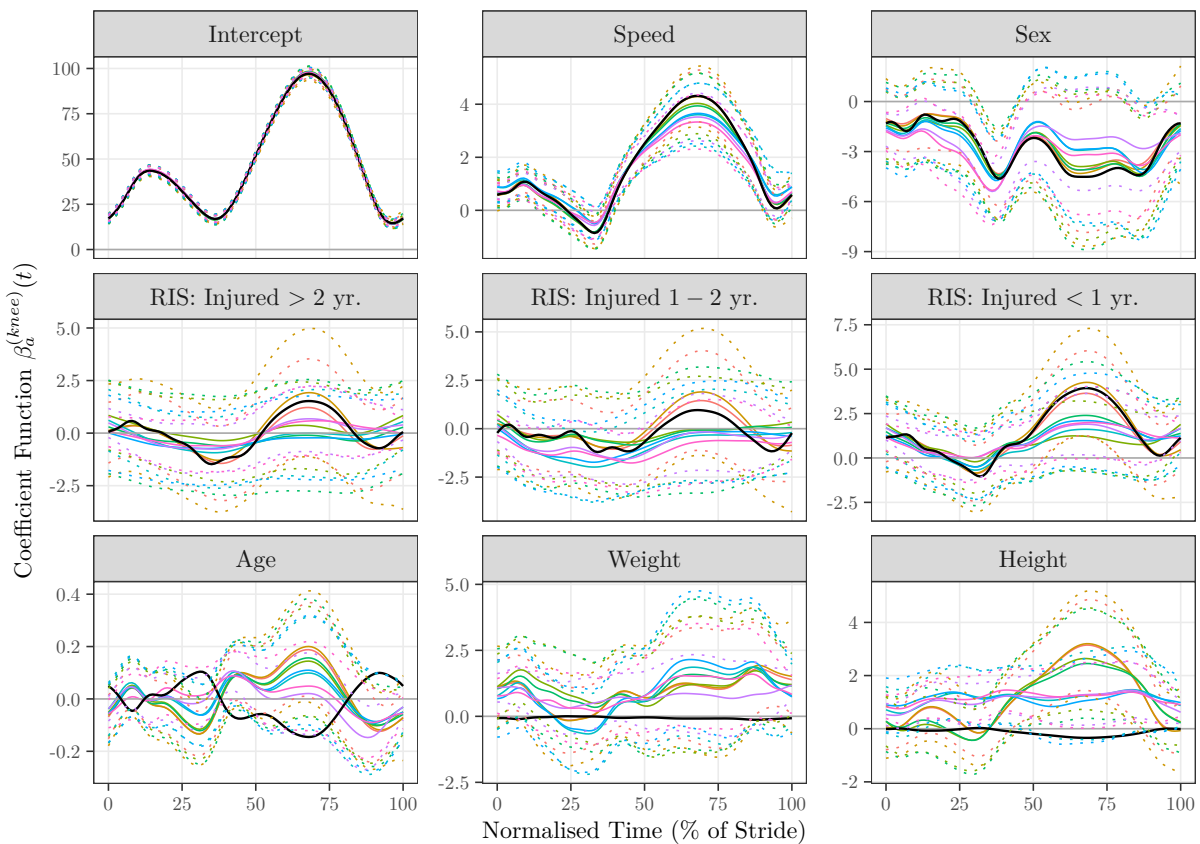 Intercept
Speed
Sex
100
75
50
25
0
4
2
0
0
-3
-6
-9
RIS: Injured > 2 yr.
RIS: Injured 1 − 2 yr.
RIS: Injured < 1 yr.
5.0
2.5
0.0
-2.5
5.0
2.5
0.0
-2.5
7.5
5.0
2.5
0.0
-2.5
Age
Weight
Height
0.4
0.2
0.0
-0.2
5.0
2.5
0.0
-2.5
4
2
0
-2
0 25 50 75 100
0 25 50 75 100
0 25 50 75 100
Normalised Time (% of Stride)
Coefficient Function β_a^{(knee)}(t)